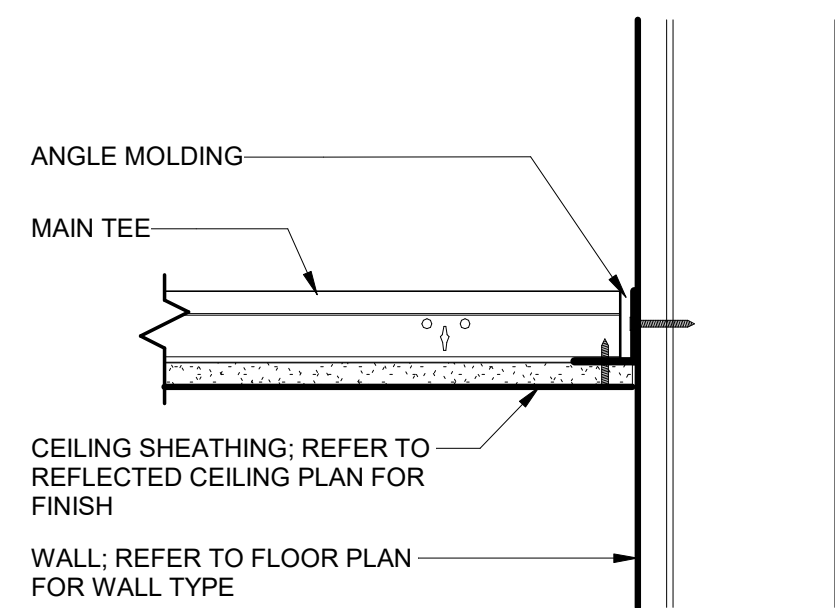 ANGLE MOLDING
MAIN TEE
CEILING SHEATHING; REFER TO
REFLECTED CEILING PLAN FOR
FINISH
WALL; REFER TO FLOOR PLAN
FOR WALL TYPE